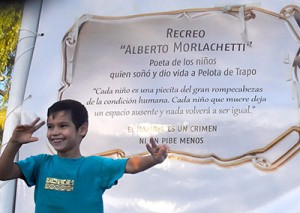 RECREO
"ALBERTO MORLACHETTI"
Poeta de los niños
quien soñó y dio vida a Pelota de Trapo
"Cada niño es una piecita del gran rompecabezas
de la condición humana. Cada niño que muere deja
un espacio ausente y nada volverá a ser igual."
EL HAMBRE ES UN CRIMEN
NI UN PIBE MENOS